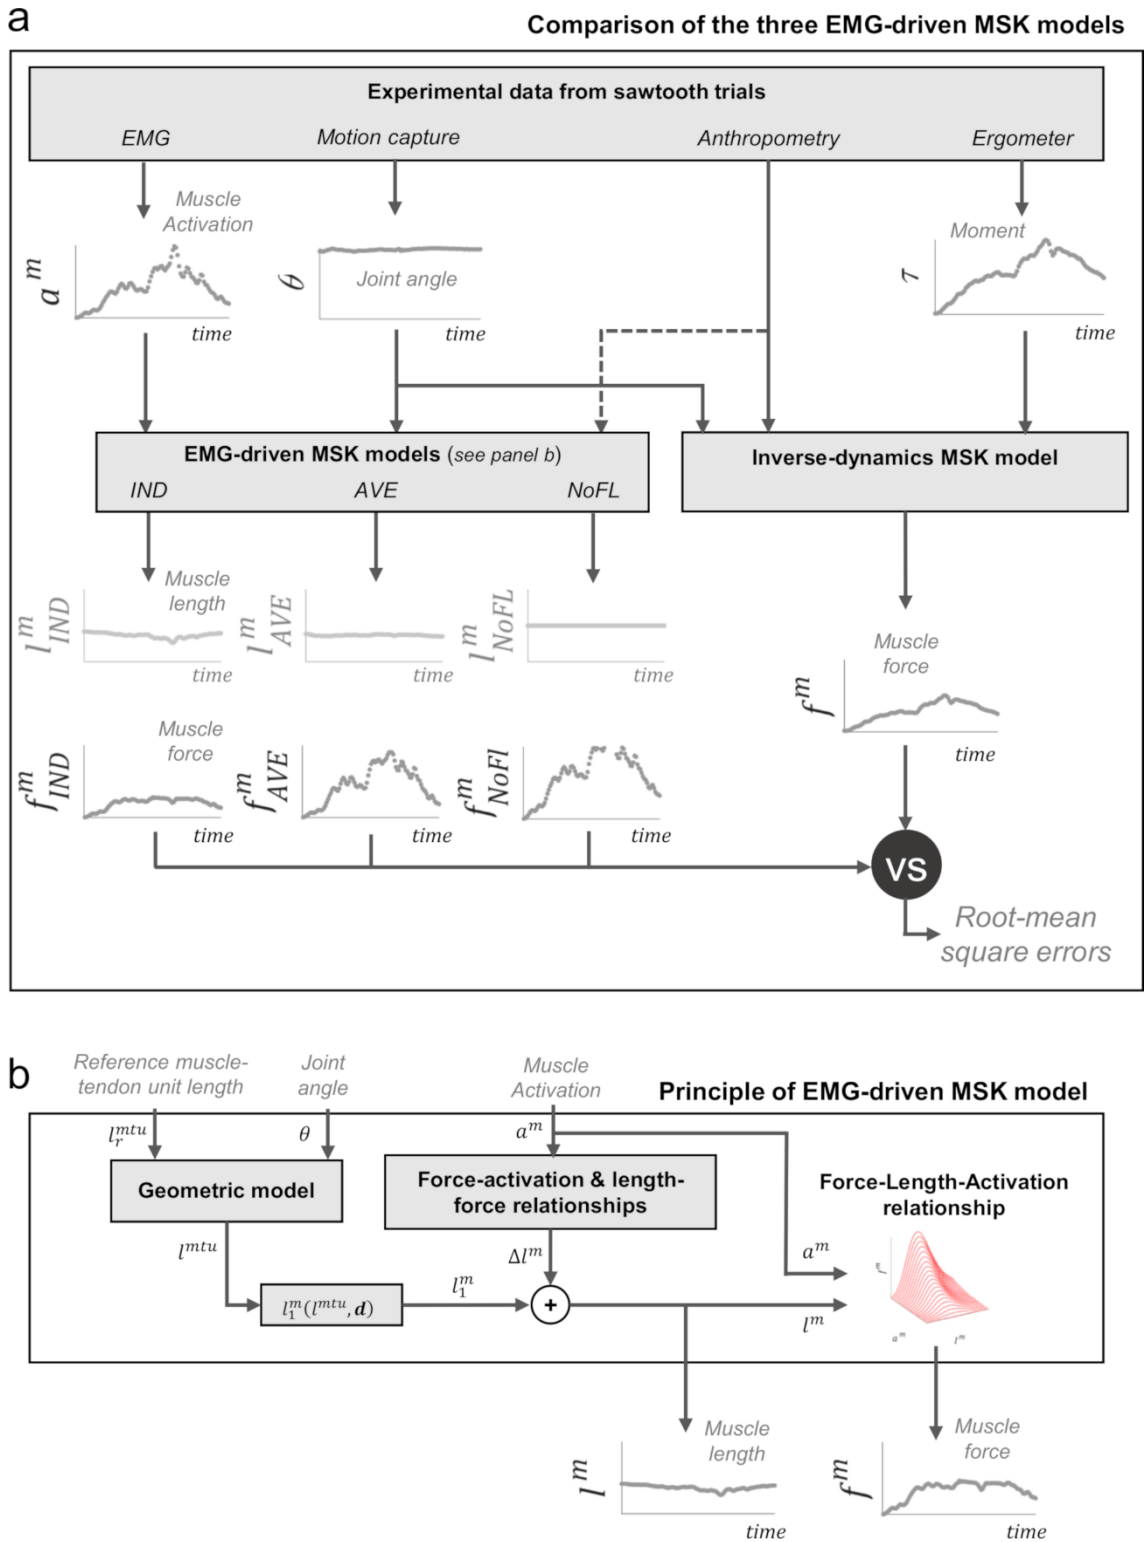 a
Comparison of the three EMG-driven MSK models
Experimental data from sawtooth trials
EMG
Motion capture
Anthropometry
Ergometer
Muscle
Activation
Moment
a^m
θ
Joint angle
τ
time
time
time
EMG-driven MSK models (see panel b)
IND
AVE
NoFL
Inverse-dynamics MSK model
Muscle
length
l^m_IND
l^m_AVE
l^m_NoFL
time
time
time
Muscle
force
f^m
time
Muscle
force
f^m_IND
f^m_AVE
f^m_NoFl
time
time
time
VS
Root-mean
square errors
b
Reference muscle-
tendon unit length
Joint
angle
Muscle
Activation
Principle of EMG-driven MSK model
l_r^mtu
θ
a^m
Geometric model
Force-activation & length-
force relationships
Force-Length-Activation
relationship
l^mtu
Δl^m
a^m
f^m
l_1^m(l^mtu, d)
l_1^m
+
l^m
a^m
l^m
Muscle
length
l^m
time
Muscle
force
f^m
time